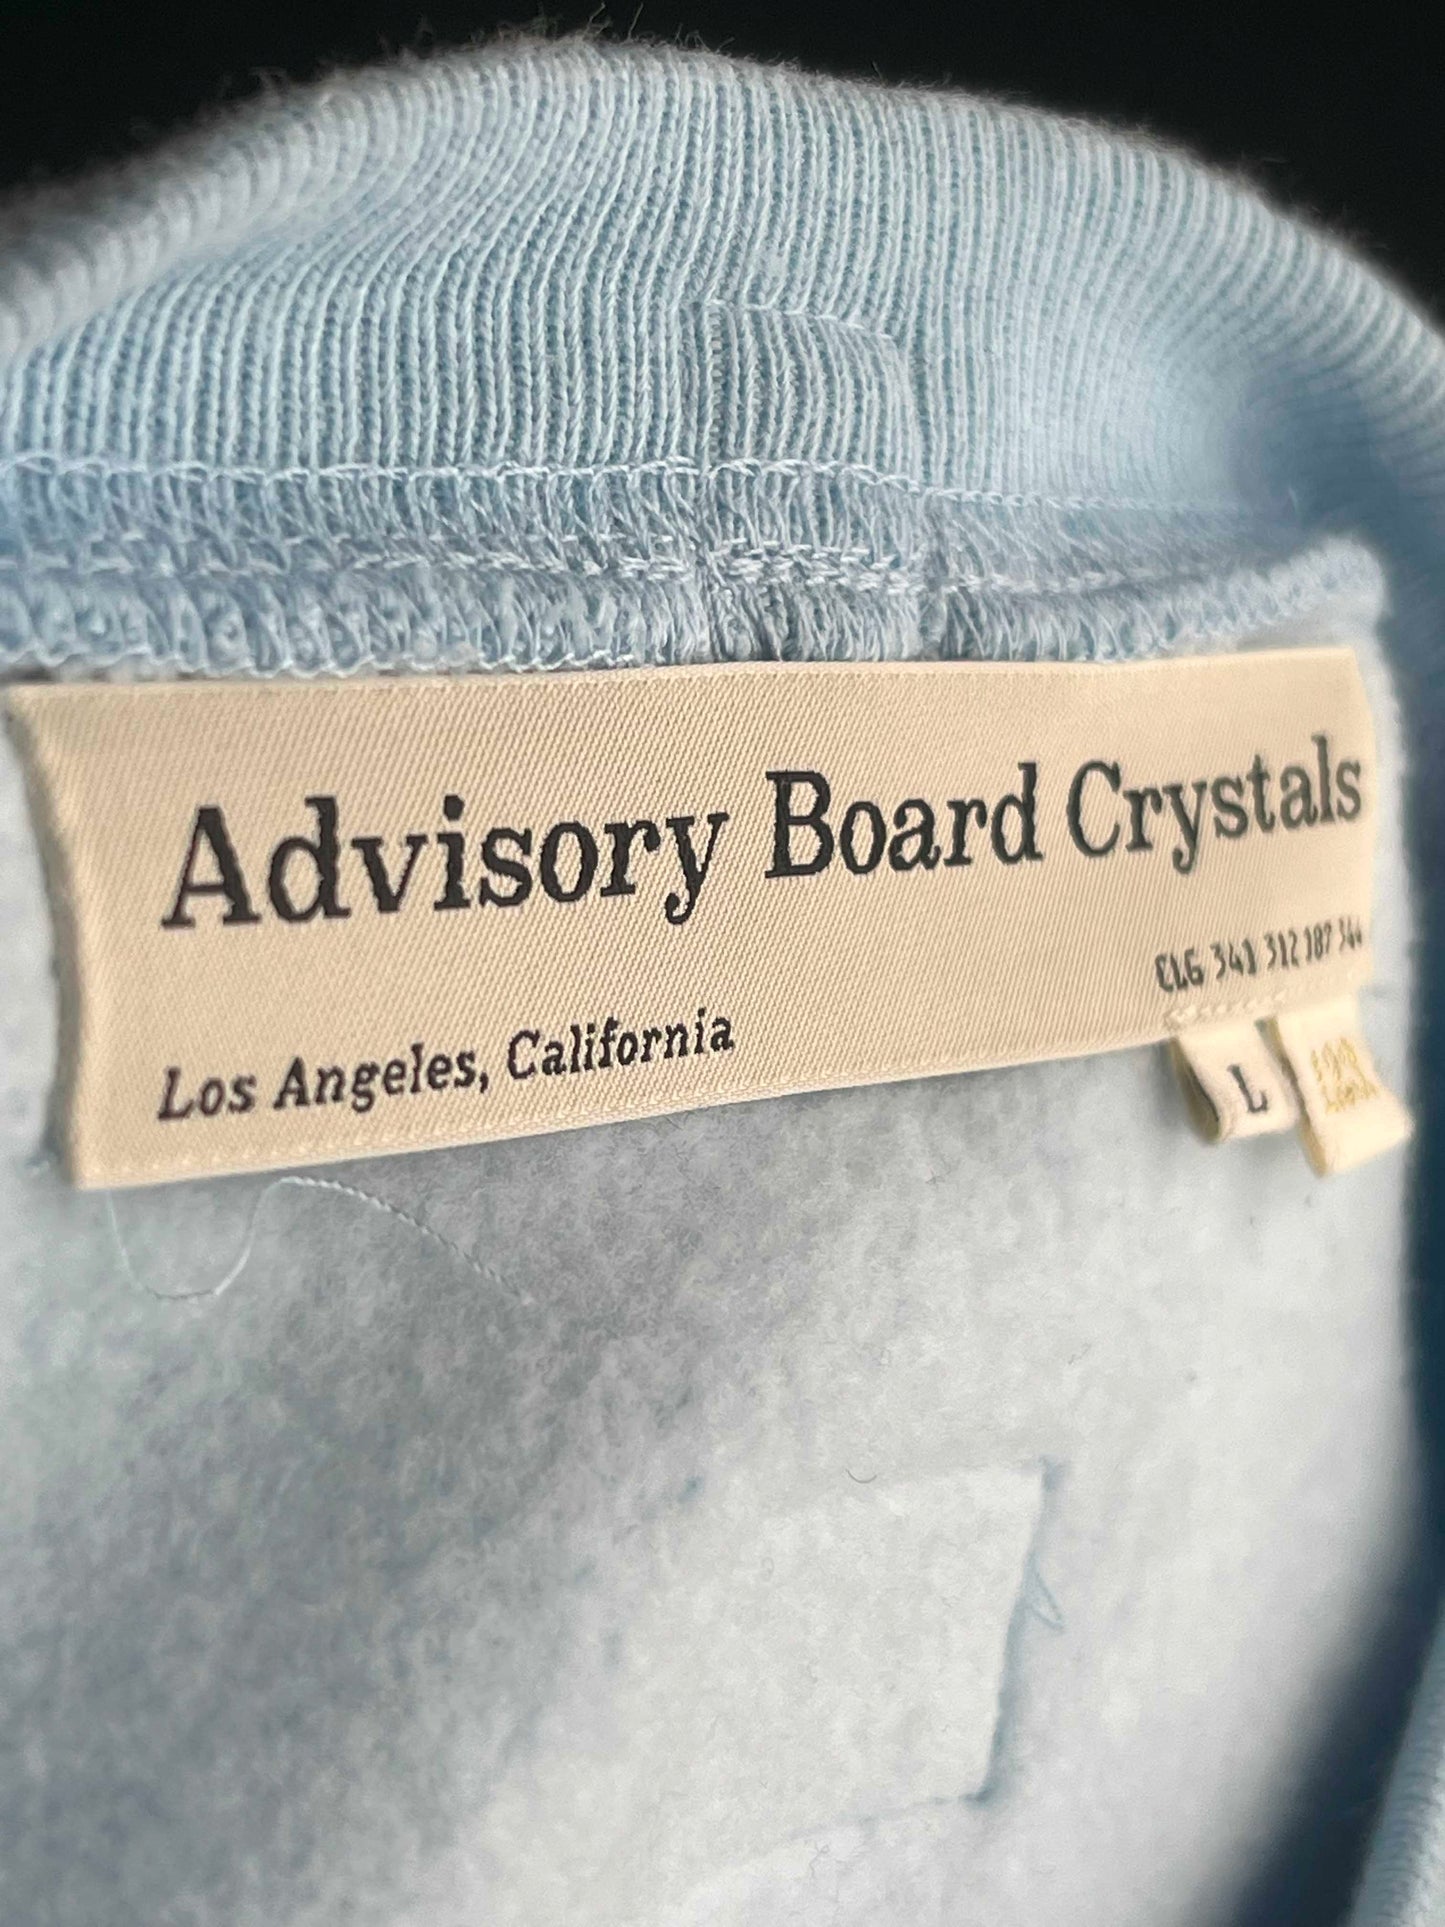 Advisory Board Crystals
CLG 341 312 187 344
Los Angeles, California
L